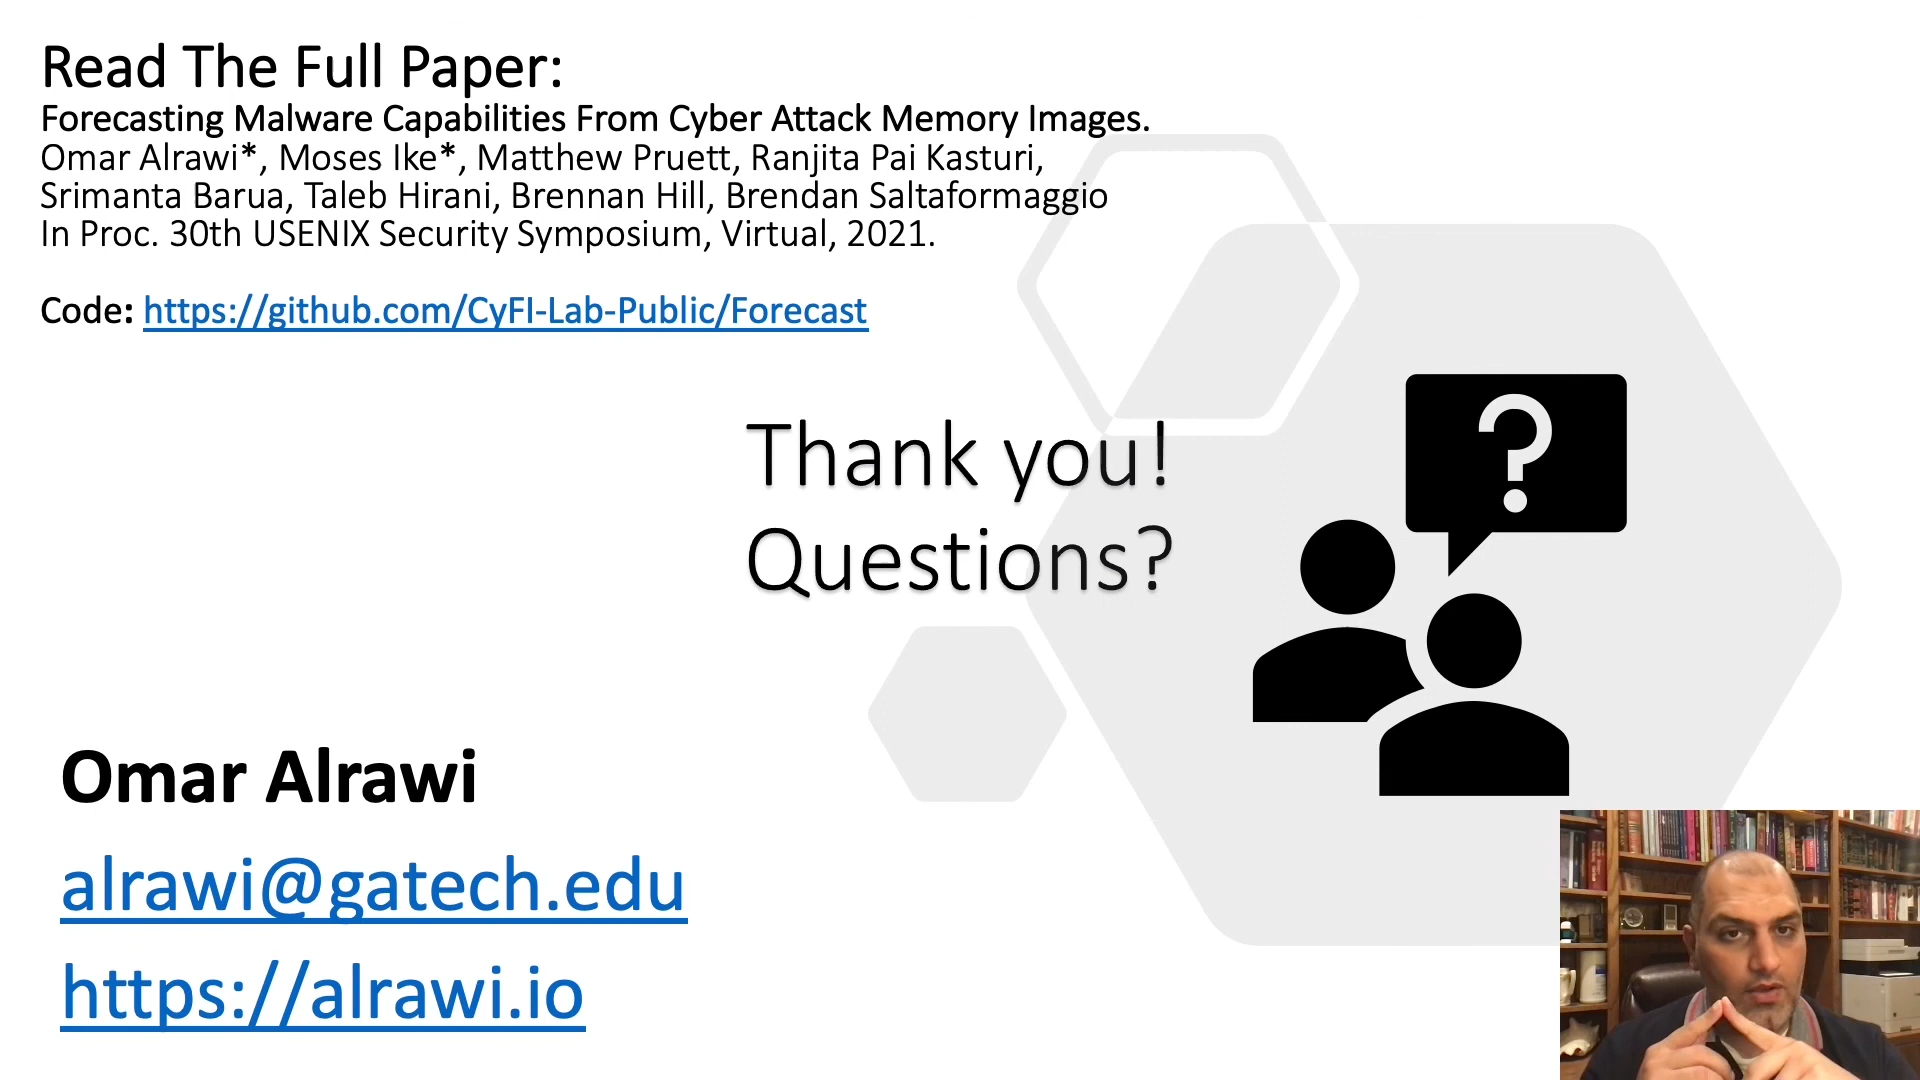 Read The Full Paper:
Forecasting Malware Capabilities From Cyber Attack Memory Images.
Omar Alrawi*, Moses Ike*, Matthew Pruett, Ranjita Pai Kasturi,
Srimanta Barua, Taleb Hirani, Brennan Hill, Brendan Saltaformaggio
In Proc. 30th USENIX Security Symposium, Virtual, 2021.
Code: https://github.com/CyFI-Lab-Public/Forecast
Thank you!
Questions?
?
Omar Alrawi
alrawi@gatech.edu
https://alrawi.io